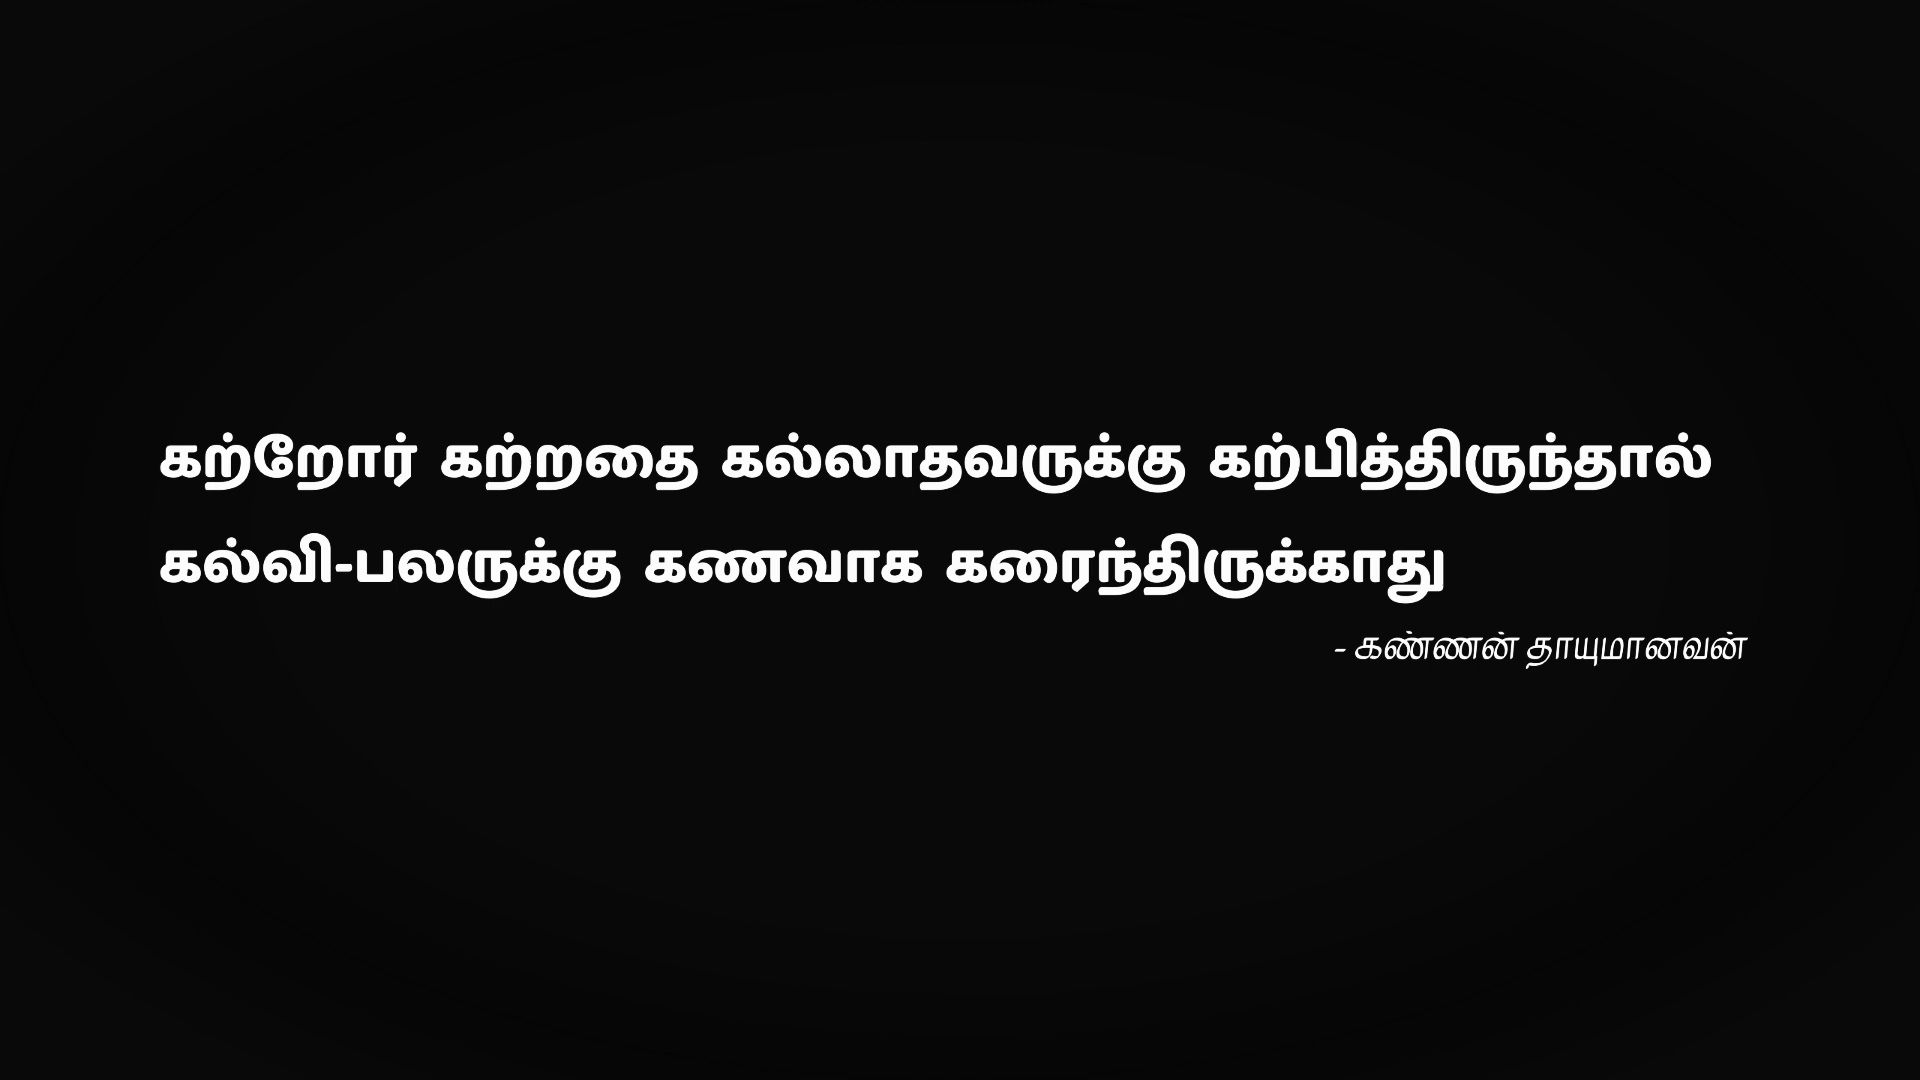 கற்றோர் கற்றதை கல்லாதவருக்கு கற்பித்திருந்தால்
கல்வி-பலருக்கு கணவாக கரைந்திருக்காது
- கண்ணன் தாயுமானவன்